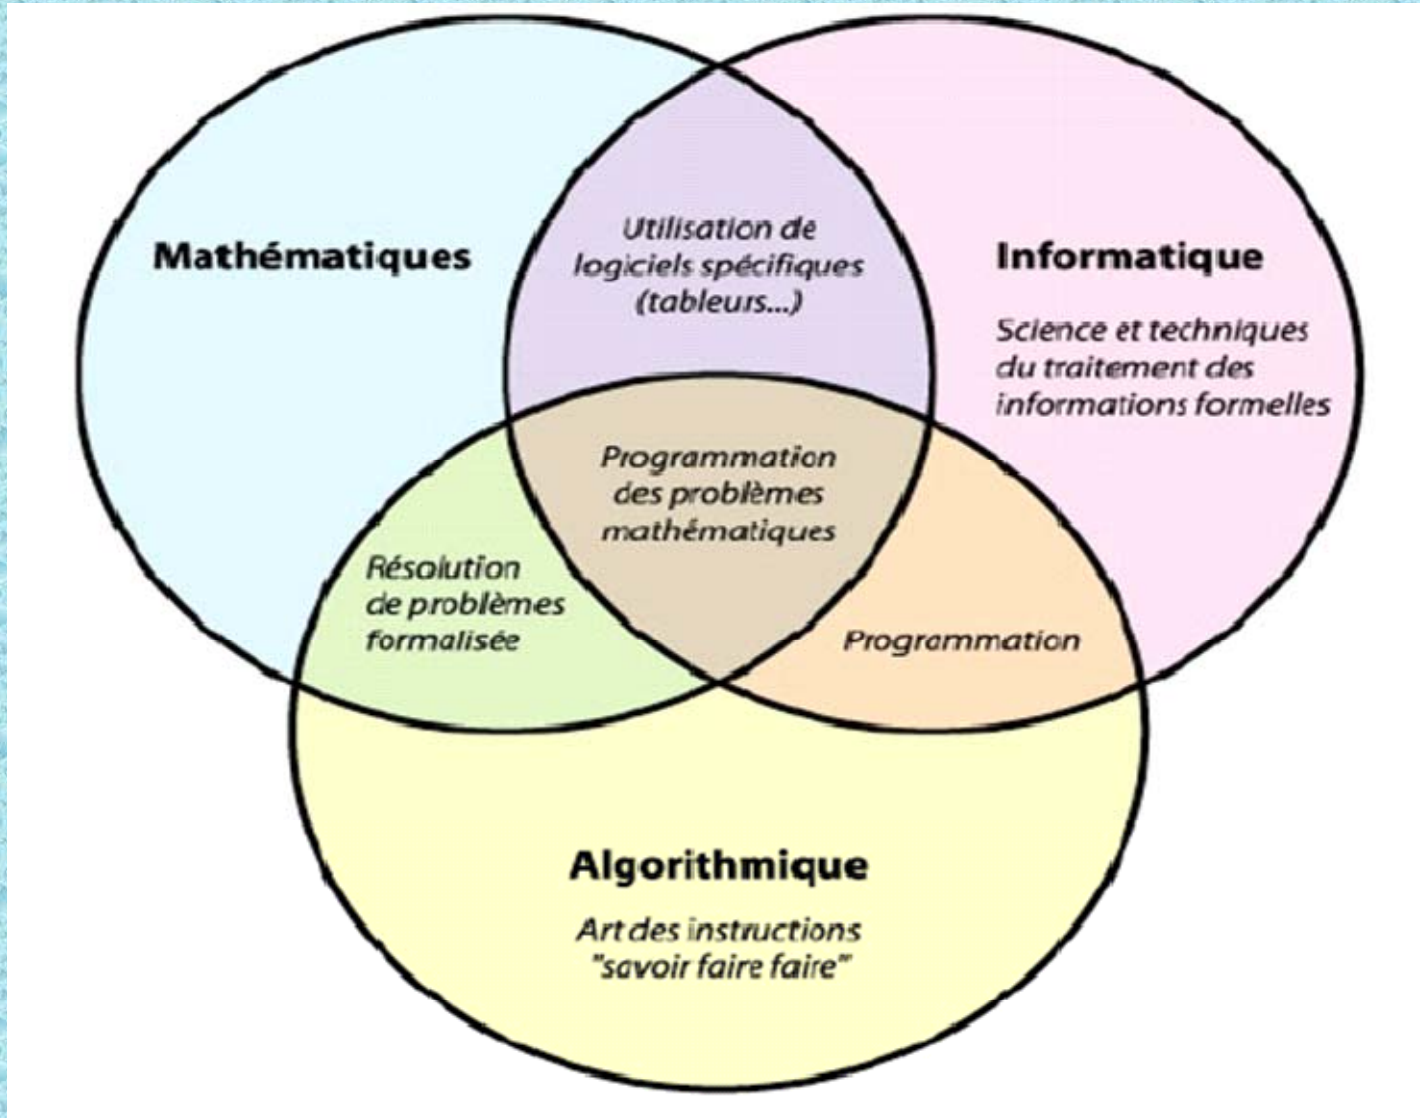 Mathématiques
Utilisation de
logiciels spécifiques
(tableurs...)
Informatique
Science et techniques
du traitement des
informations formelles
Programmation
des problèmes
mathématiques
Résolution
de problèmes
formalisée
Programmation
Algorithmique
Art des instructions
"savoir faire faire"